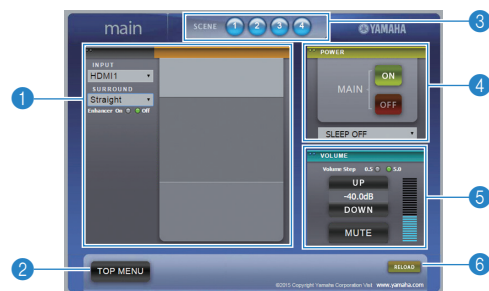 main
SCENE 1 2 3 4
YAMAHA
3
1
INPUT
HDMI1
SURROUND
Straight
Enhancer On Off
POWER
MAIN
ON
OFF
SLEEP OFF
4
VOLUME
Volume Step 0.5 5.0
UP
-40.0dB
DOWN
MUTE
5
2
TOP MENU
RELOAD
6
©2015 Copyright Yamaha Corporation Visit www.yamaha.com